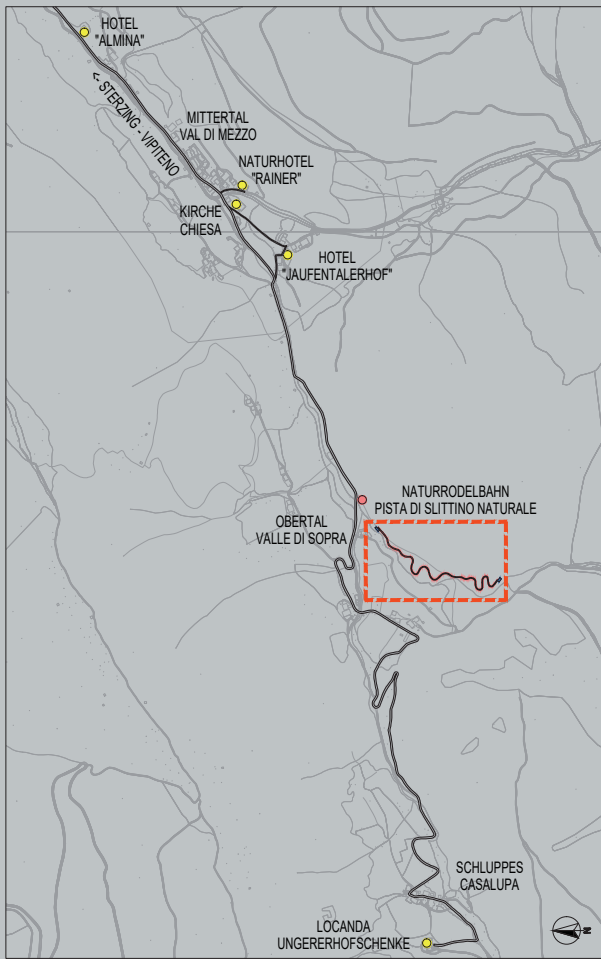 HOTEL
"ALMINA"
<- STERZING - VIPITENO
MITTERTAL
VAL DI MEZZO
NATURHOTEL
"RAINER"
KIRCHE
CHIESA
HOTEL
"JAUFENTALERHOF"
NATURRODELBAHN
PISTA DI SLITTINO NATURALE
OBERTAL
VALLE DI SOPRA
SCHLUPPES
CASALUPA
LOCANDA
UNGERERHOFSCHENKE
N